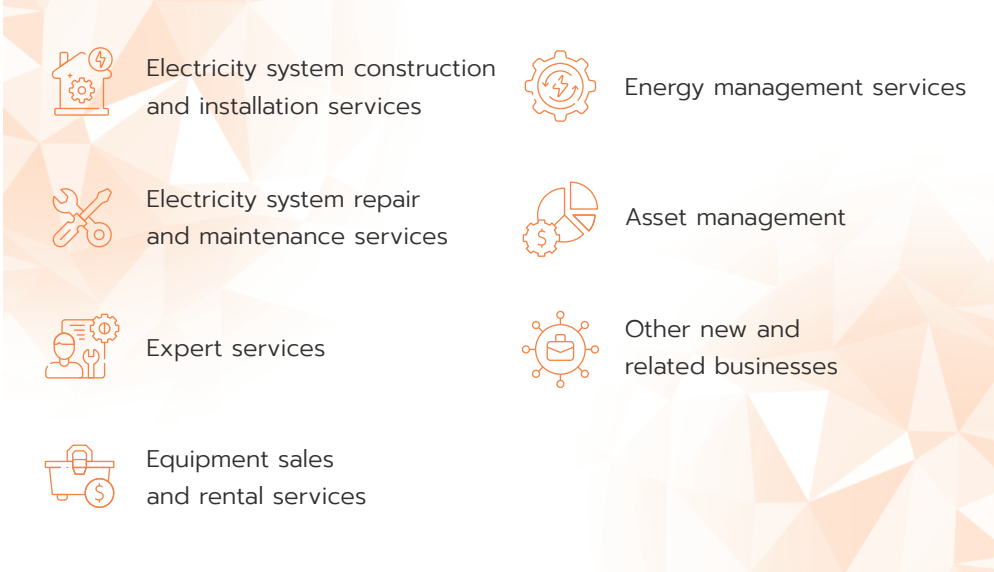 Electricity system construction
and installation services
Electricity system repair
and maintenance services
Expert services
Equipment sales
and rental services
Energy management services
Asset management
Other new and
related businesses